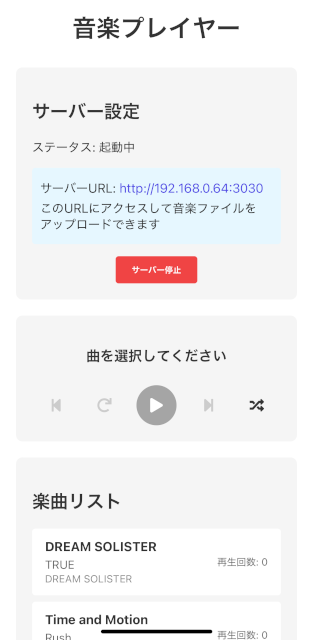 音楽プレイヤー
サーバー設定
ステータス: 起動中
サーバーURL: http://192.168.0.64:3030
このURLにアクセスして音楽ファイルを
アップロードできます
サーバー停止
曲を選択してください
楽曲リスト
DREAM SOLISTER
TRUE
DREAM SOLISTER
再生回数: 0
Time and Motion
Rush
再生回数: 0